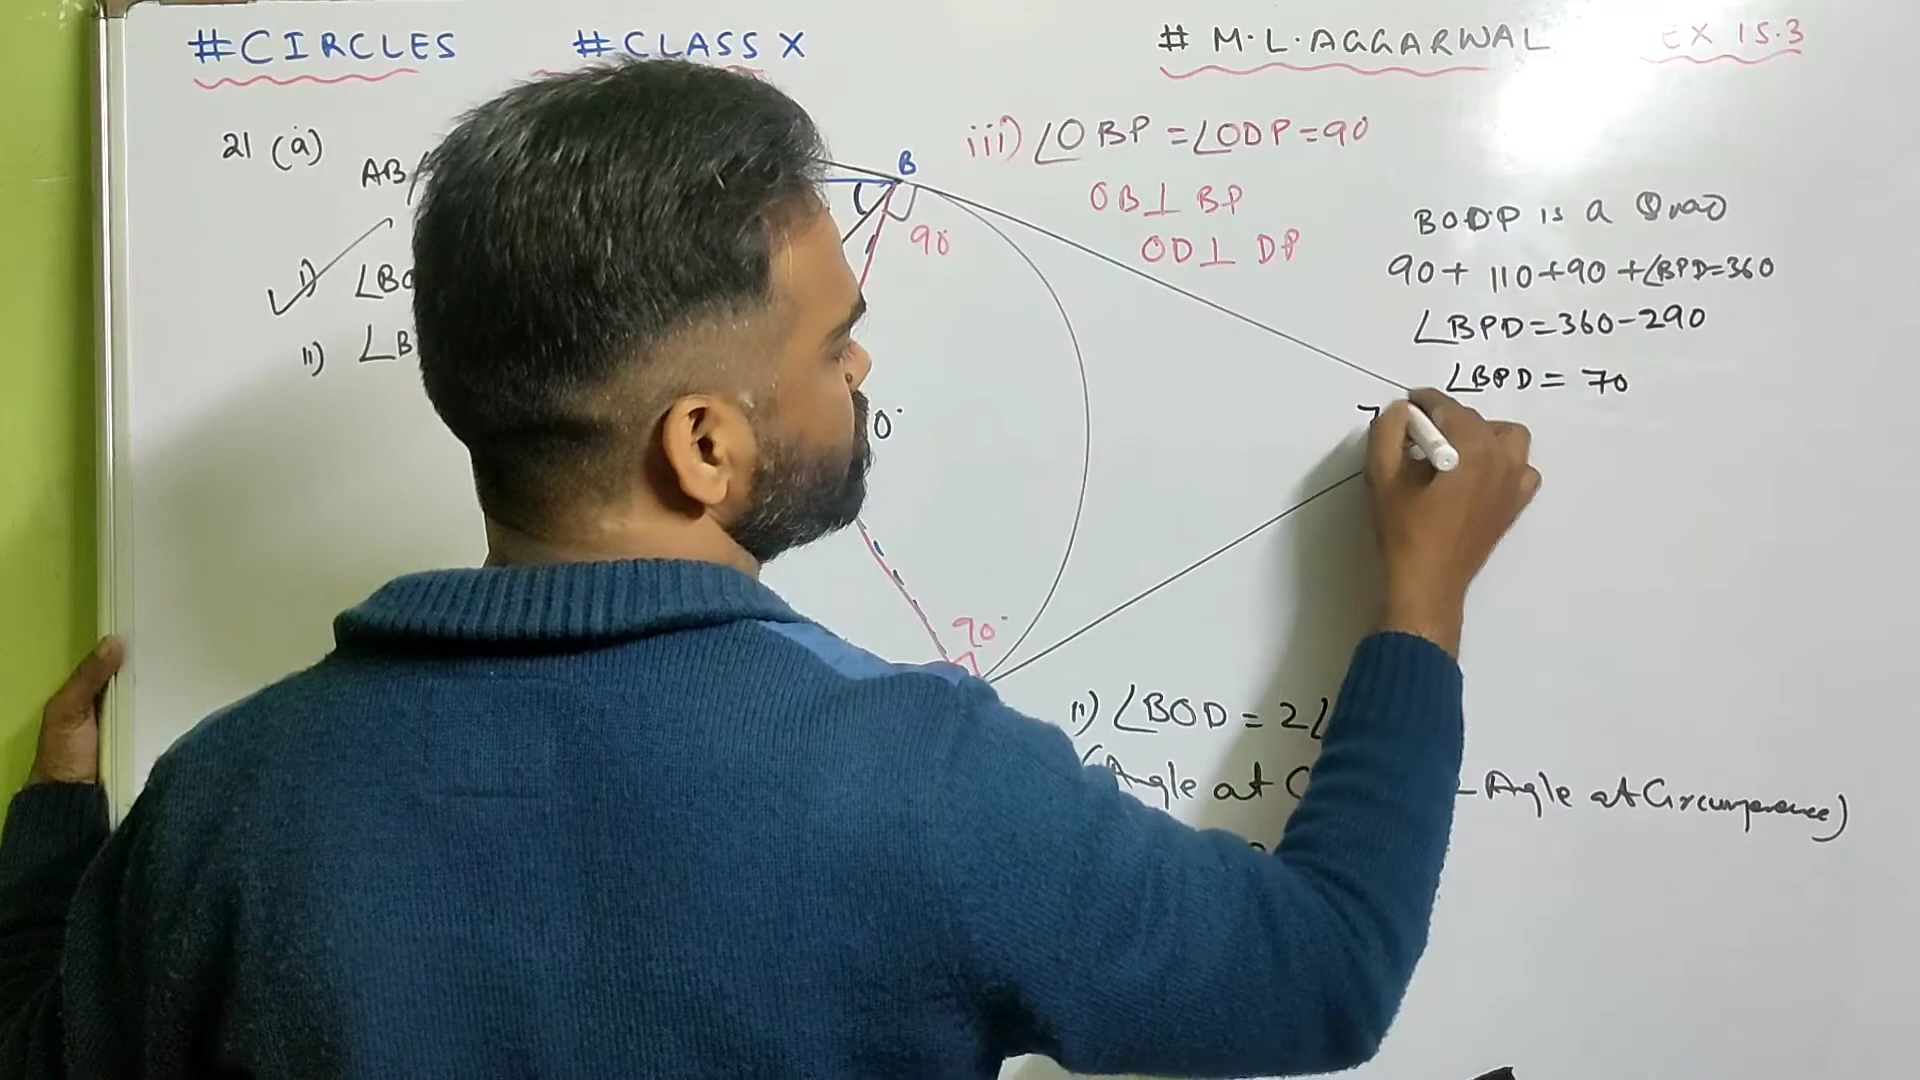 #CIRCLES #CLASS X # M.L.AGGARWAL EX 15.3
21 (a)
AB
i) ∠BO
ii) ∠B
B
90
0°
90°
iii) ∠OBP = ∠ODP = 90
OB⊥ BP
OD⊥ DP
BODP is a Quad
90 + 110 + 90 + ∠BPD = 360
∠BPD = 360 - 290
∠BPD = 70
7
ii) ∠BOD = 2∠
(Angle at C - Angle at Circumference)